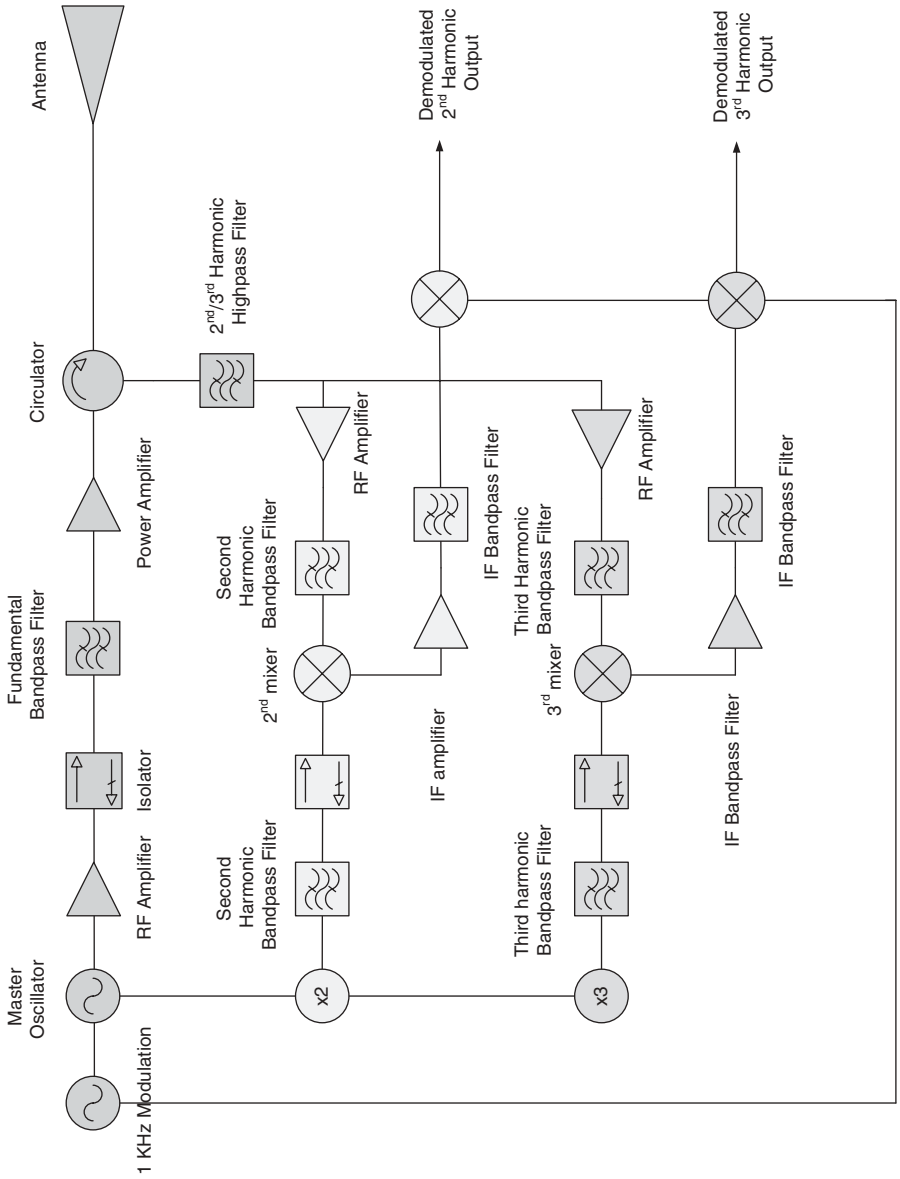 1 KHz Modulation
Master
Oscillator
RF Amplifier
Isolator
Fundamental
Bandpass Filter
Power Amplifier
Circulator
Antenna
2nd/3rd Harmonic
Highpass Filter
x2
Second
Harmonic
Bandpass Filter
2nd mixer
Second
Harmonic
Bandpass Filter
RF Amplifier
IF amplifier
IF Bandpass Filter
Demodulated
2nd Harmonic
Output
x3
Third harmonic
Bandpass Filter
3rd mixer
Third Harmonic
Bandpass Filter
RF Amplifier
IF Bandpass Filter
IF Bandpass Filter
Demodulated
3rd Harmonic
Output